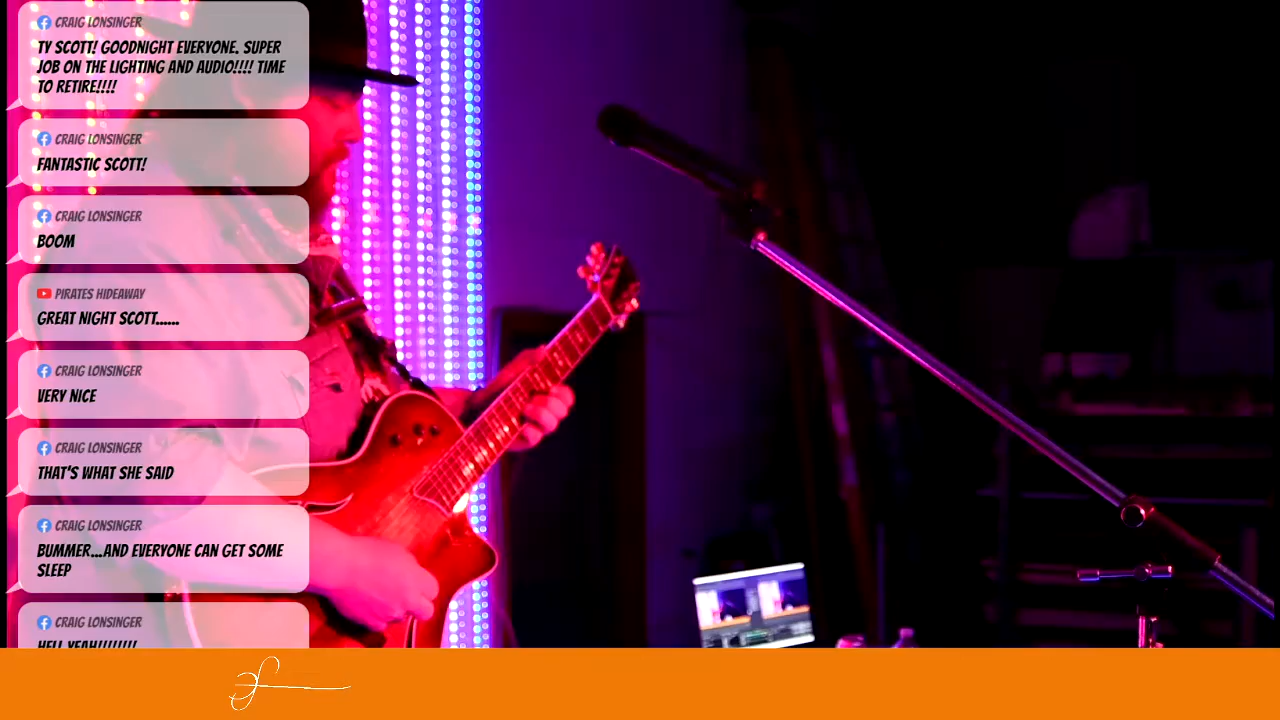 CRAIG LONSINGER
TY SCOTT! GOODNIGHT EVERYONE. SUPER
JOB ON THE LIGHTING AND AUDIO!!!! TIME
TO RETIRE!!!!
CRAIG LONSINGER
FANTASTIC SCOTT!
CRAIG LONSINGER
BOOM
PIRATES HIDEAWAY
GREAT NIGHT SCOTT......
CRAIG LONSINGER
VERY NICE
CRAIG LONSINGER
THAT'S WHAT SHE SAID
CRAIG LONSINGER
BUMMER...AND EVERYONE CAN GET SOME
SLEEP
CRAIG LONSINGER
HELL YEAH!!!!!!!!